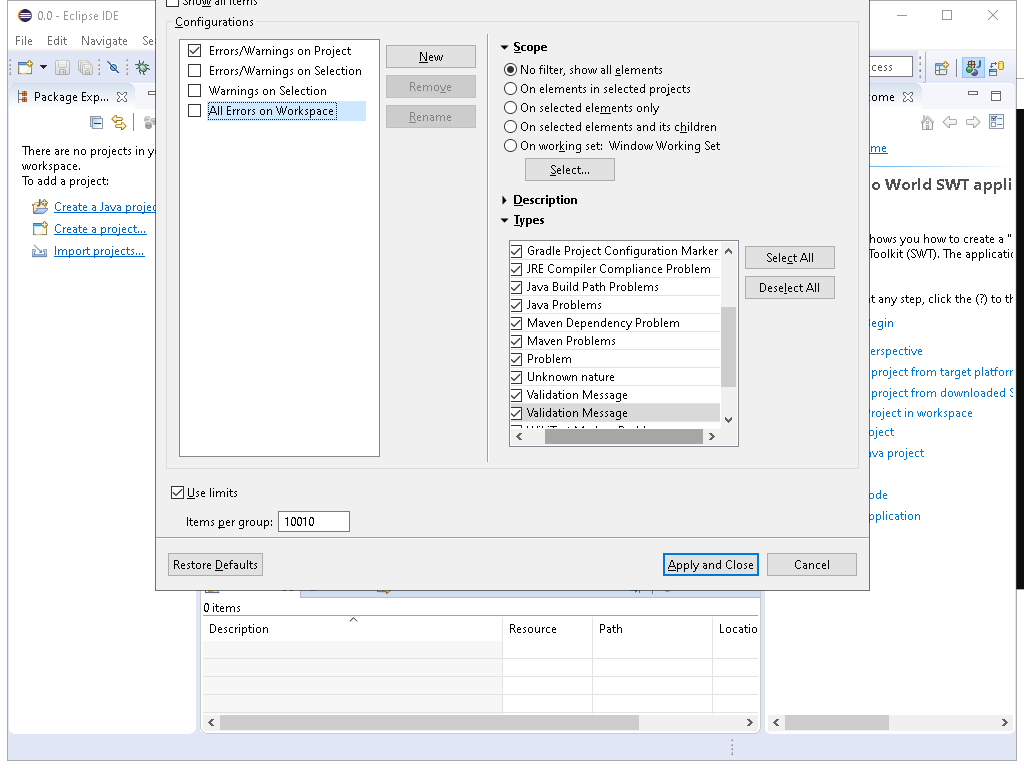 Show all items
0.0 - Eclipse IDE
Configurations
File Edit Navigate Se
Errors/Warnings on Project
Errors/Warnings on Selection
Warnings on Selection
All Errors on Workspace
New
Remove
Rename
Scope
No filter, show all elements
On elements in selected projects
On selected elements only
On selected elements and its children
On working set: Window Working Set
Select...
Description
Types
Gradle Project Configuration Marker
JRE Compiler Compliance Problem
Java Build Path Problems
Java Problems
Maven Dependency Problem
Maven Problems
Problem
Unknown nature
Validation Message
Validation Message
Select All
Deselect All
Use limits
Items per group: 10010
Restore Defaults
Apply and Close
Cancel
Package Exp...
There are no projects in y
workspace.
To add a project:
Create a Java projec
Create a project...
Import projects...
cess
ome
me
o World SWT appli
hows you how to create a "
Toolkit (SWT). The applicatio
t any step, click the (?) to th
Begin
erspective
project from target platform
project from downloaded S
roject in workspace
oject
ava project
ode
pplication
0 items
Description Resource Path Locatio